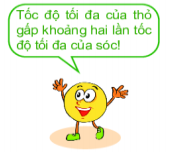 Tốc độ tối đa của thỏ
gấp khoảng hai lần tốc
độ tối đa của sóc!